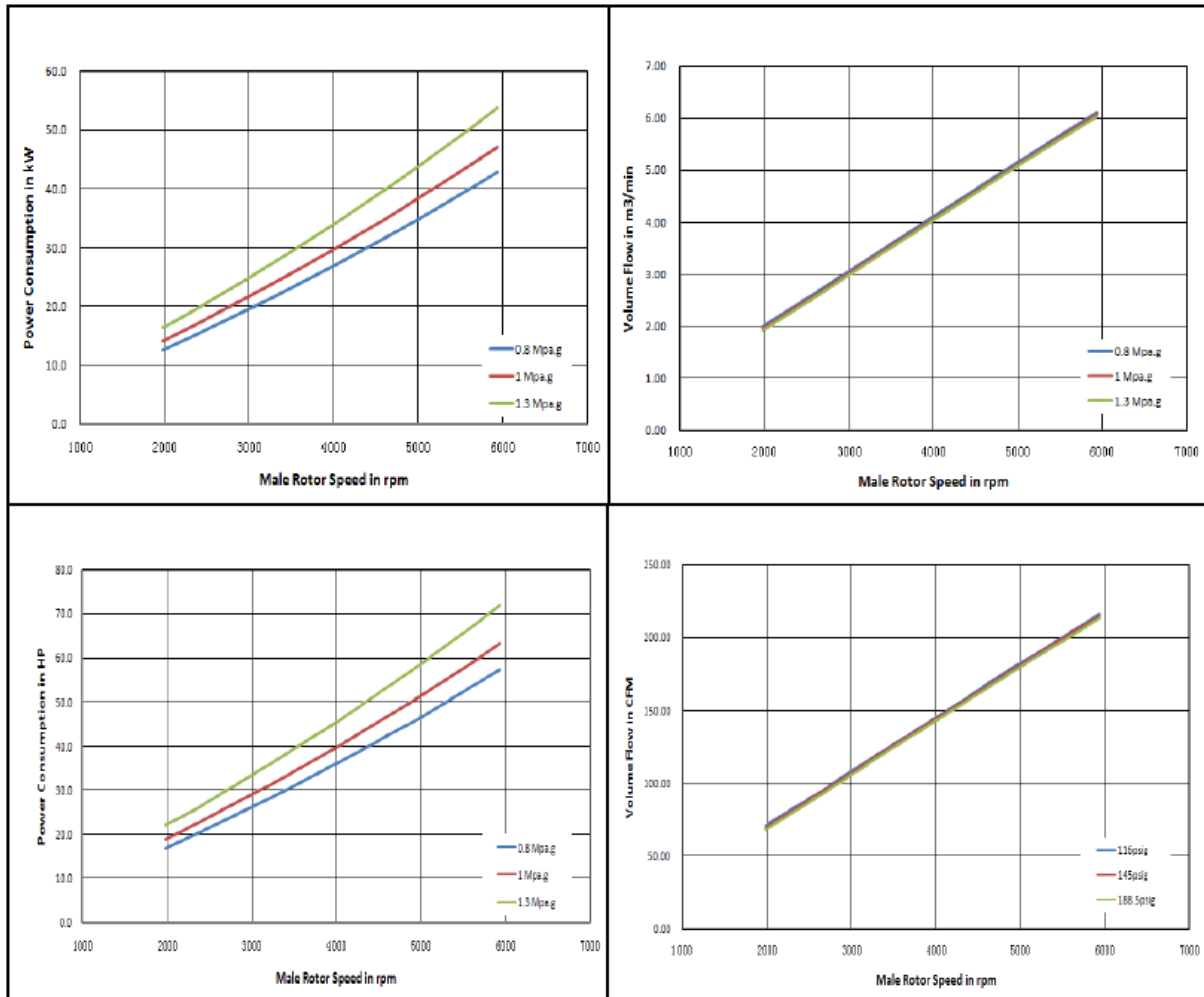 60.0
50.0
40.0
30.0
20.0
10.0
0.0
Power Consumption in kW
0.8 Mpa.g
1 Mpa.g
1.3 Mpa.g
1000 2000 3000 4000 5000 6000 7000
Male Rotor Speed in rpm
7.00
6.00
5.00
4.00
3.00
2.00
1.00
0.00
Volume Flow in m3/min
0.8 Mpa.g
1 Mpa.g
1.3 Mpa.g
1000 2000 3000 4000 5000 6000 7000
Male Rotor Speed in rpm
80.0
70.0
60.0
50.0
40.0
30.0
20.0
10.0
0.0
Power Consumption in HP
0.8 Mpa.g
1 Mpa.g
1.3 Mpa.g
1000 2000 3000 4000 5000 6000 7000
Male Rotor Speed in rpm
250.00
200.00
150.00
100.00
50.00
0.00
Volume Flow in CFM
116psig
145psig
188.5psig
1000 2000 3000 4000 5000 6000 7000
Male Rotor Speed in rpm